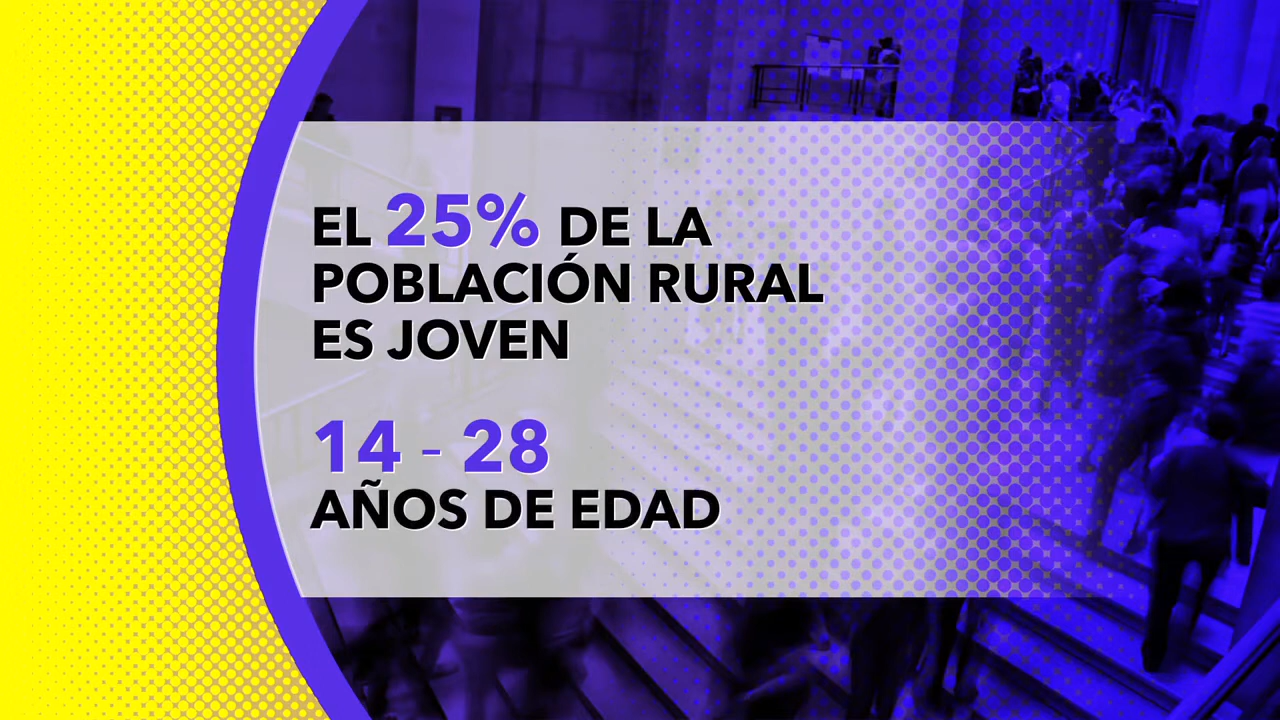 EL 25% DE LA
POBLACIÓN RURAL
ES JOVEN
14 - 28
AÑOS DE EDAD